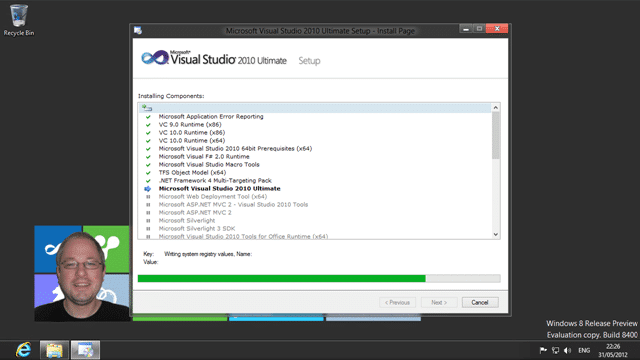 Recycle Bin
Microsoft Visual Studio 2010 Ultimate Setup - Install Page
Microsoft®
Visual Studio® 2010 Ultimate Setup
Installing Components:
Microsoft Application Error Reporting
VC 9.0 Runtime (x86)
VC 10.0 Runtime (x86)
VC 10.0 Runtime (x64)
Microsoft Visual Studio 2010 64bit Prerequisites (x64)
Microsoft Visual F# 2.0 Runtime
Microsoft Visual Studio Macro Tools
TFS Object Model (x64)
.NET Framework 4 Multi-Targeting Pack
Microsoft Visual Studio 2010 Ultimate
Microsoft Web Deployment Tool (x64)
Microsoft ASP.NET MVC 2 - Visual Studio 2010 Tools
Microsoft ASP.NET MVC 2
Microsoft Silverlight
Microsoft Silverlight 3 SDK
Microsoft Visual Studio 2010 Tools for Office Runtime (x64)
Key: Writing system registry values, Name:
Value:
< Previous Next > Cancel
Windows 8 Release Preview
Evaluation copy. Build 8400
ENG
22:26
31/05/2012